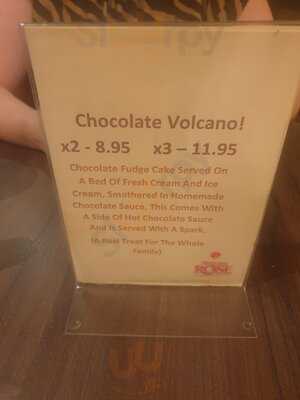 Chocolate Volcano!
x2 - 8.95 x3 – 11.95
Chocolate Fudge Cake Served On
A Bed Of Fresh Cream And Ice
Cream, Smothered In Homemade
Chocolate Sauce. This Comes With
A Side Of Hot Chocolate Sauce
And Is Served With A Spark.
(A Real Treat For The Whole
Family)
ROSE